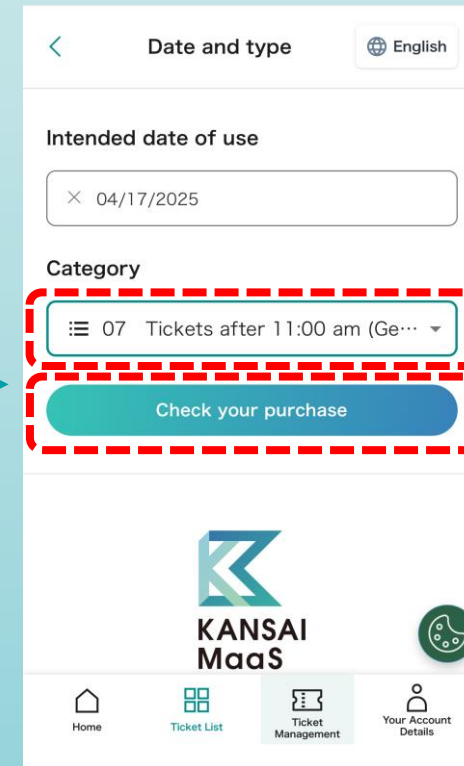 Date and type
English
Intended date of use
04/17/2025
Category
07 Tickets after 11:00 am (Ge…
Check your purchase
KANSAI
MaaS
Home
Ticket List
Ticket
Management
Your Account
Details